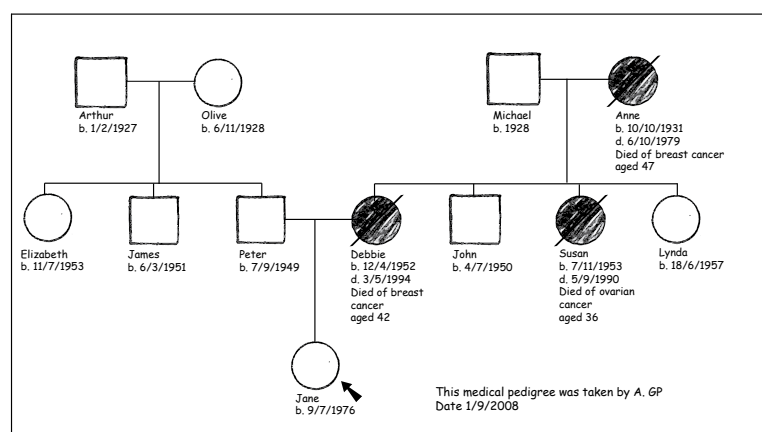 Arthur
b. 1/2/1927
Olive
b. 6/11/1928
Michael
b. 1928
Anne
b. 10/10/1931
d. 6/10/1979
Died of breast cancer
aged 47
Elizabeth
b. 11/7/1953
James
b. 6/3/1951
Peter
b. 7/9/1949
Debbie
b. 12/4/1952
d. 3/5/1994
Died of breast
cancer
aged 42
John
b. 4/7/1950
Susan
b. 7/11/1953
d. 5/9/1990
Died of ovarian
cancer
aged 36
Lynda
b. 18/6/1957
Jane
b. 9/7/1976
This medical pedigree was taken by A. GP
Date 1/9/2008